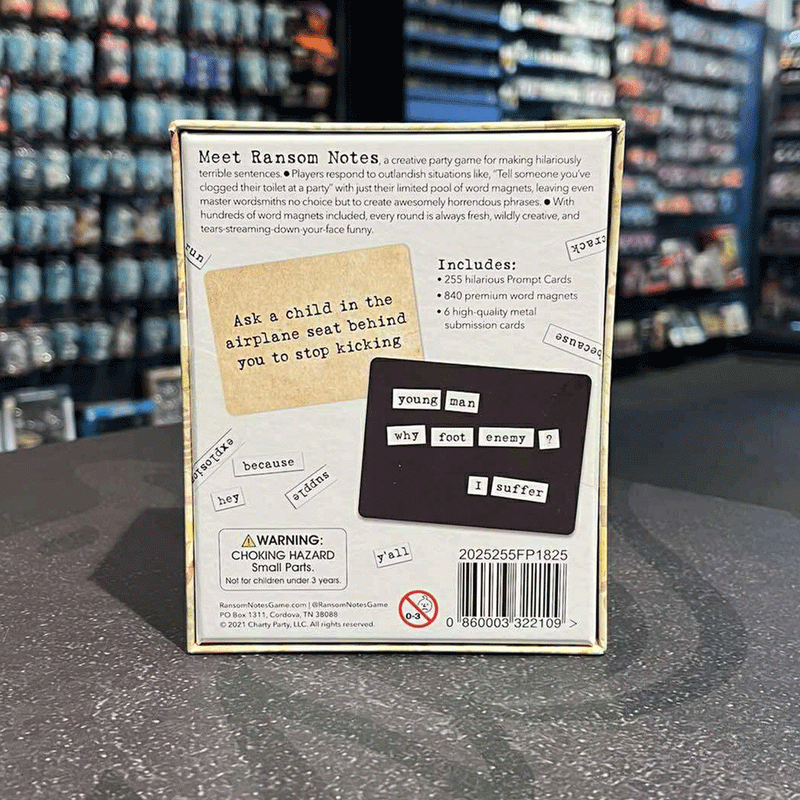 Meet Ransom Notes, a creative party game for making hilariously
terrible sentences. ● Players respond to outlandish situations like, "Tell someone you've
clogged their toilet at a party" with just their limited pool of word magnets, leaving even
master wordsmiths no choice but to create awesomely horrendous phrases. ● With
hundreds of word magnets included, every round is always fresh, wildly creative, and
tears-streaming-down-your-face funny.
run
crack
Includes:
• 255 hilarious Prompt Cards
• 840 premium word magnets
• 6 high-quality metal
submission cards
Ask a child in the
airplane seat behind
you to stop kicking
because
young man
why foot enemy ?
I suffer
because
hey
supple
y'all
⚠WARNING:
CHOKING HAZARD
Small Parts.
Not for children under 3 years.
RansomNotesGame.com | @RansomNotesGame
PO Box 1311, Cordova, TN 38088
© 2021 Charty Party, LLC. All rights reserved.
0-3
2025255FP1825
0 860003 322109 >